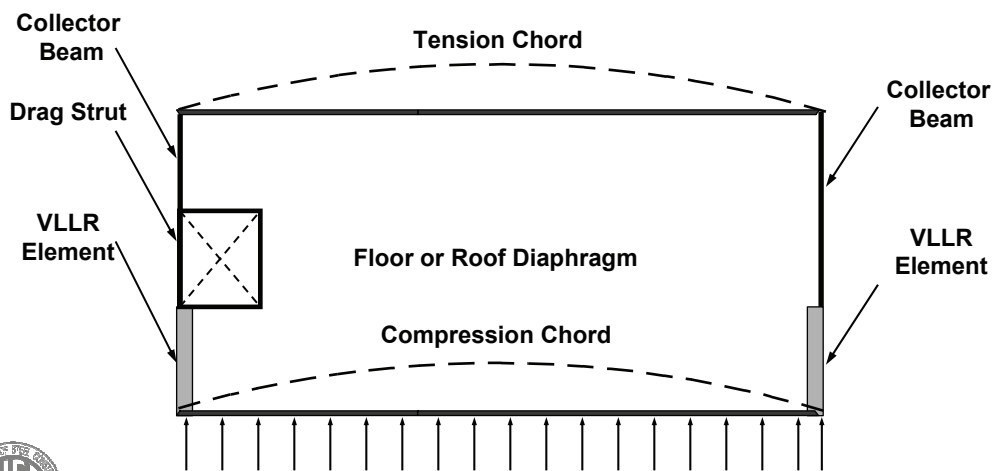 Collector
Beam
Tension Chord
Drag Strut
Collector
Beam
VLLR
Element
Floor or Roof Diaphragm
VLLR
Element
Compression Chord